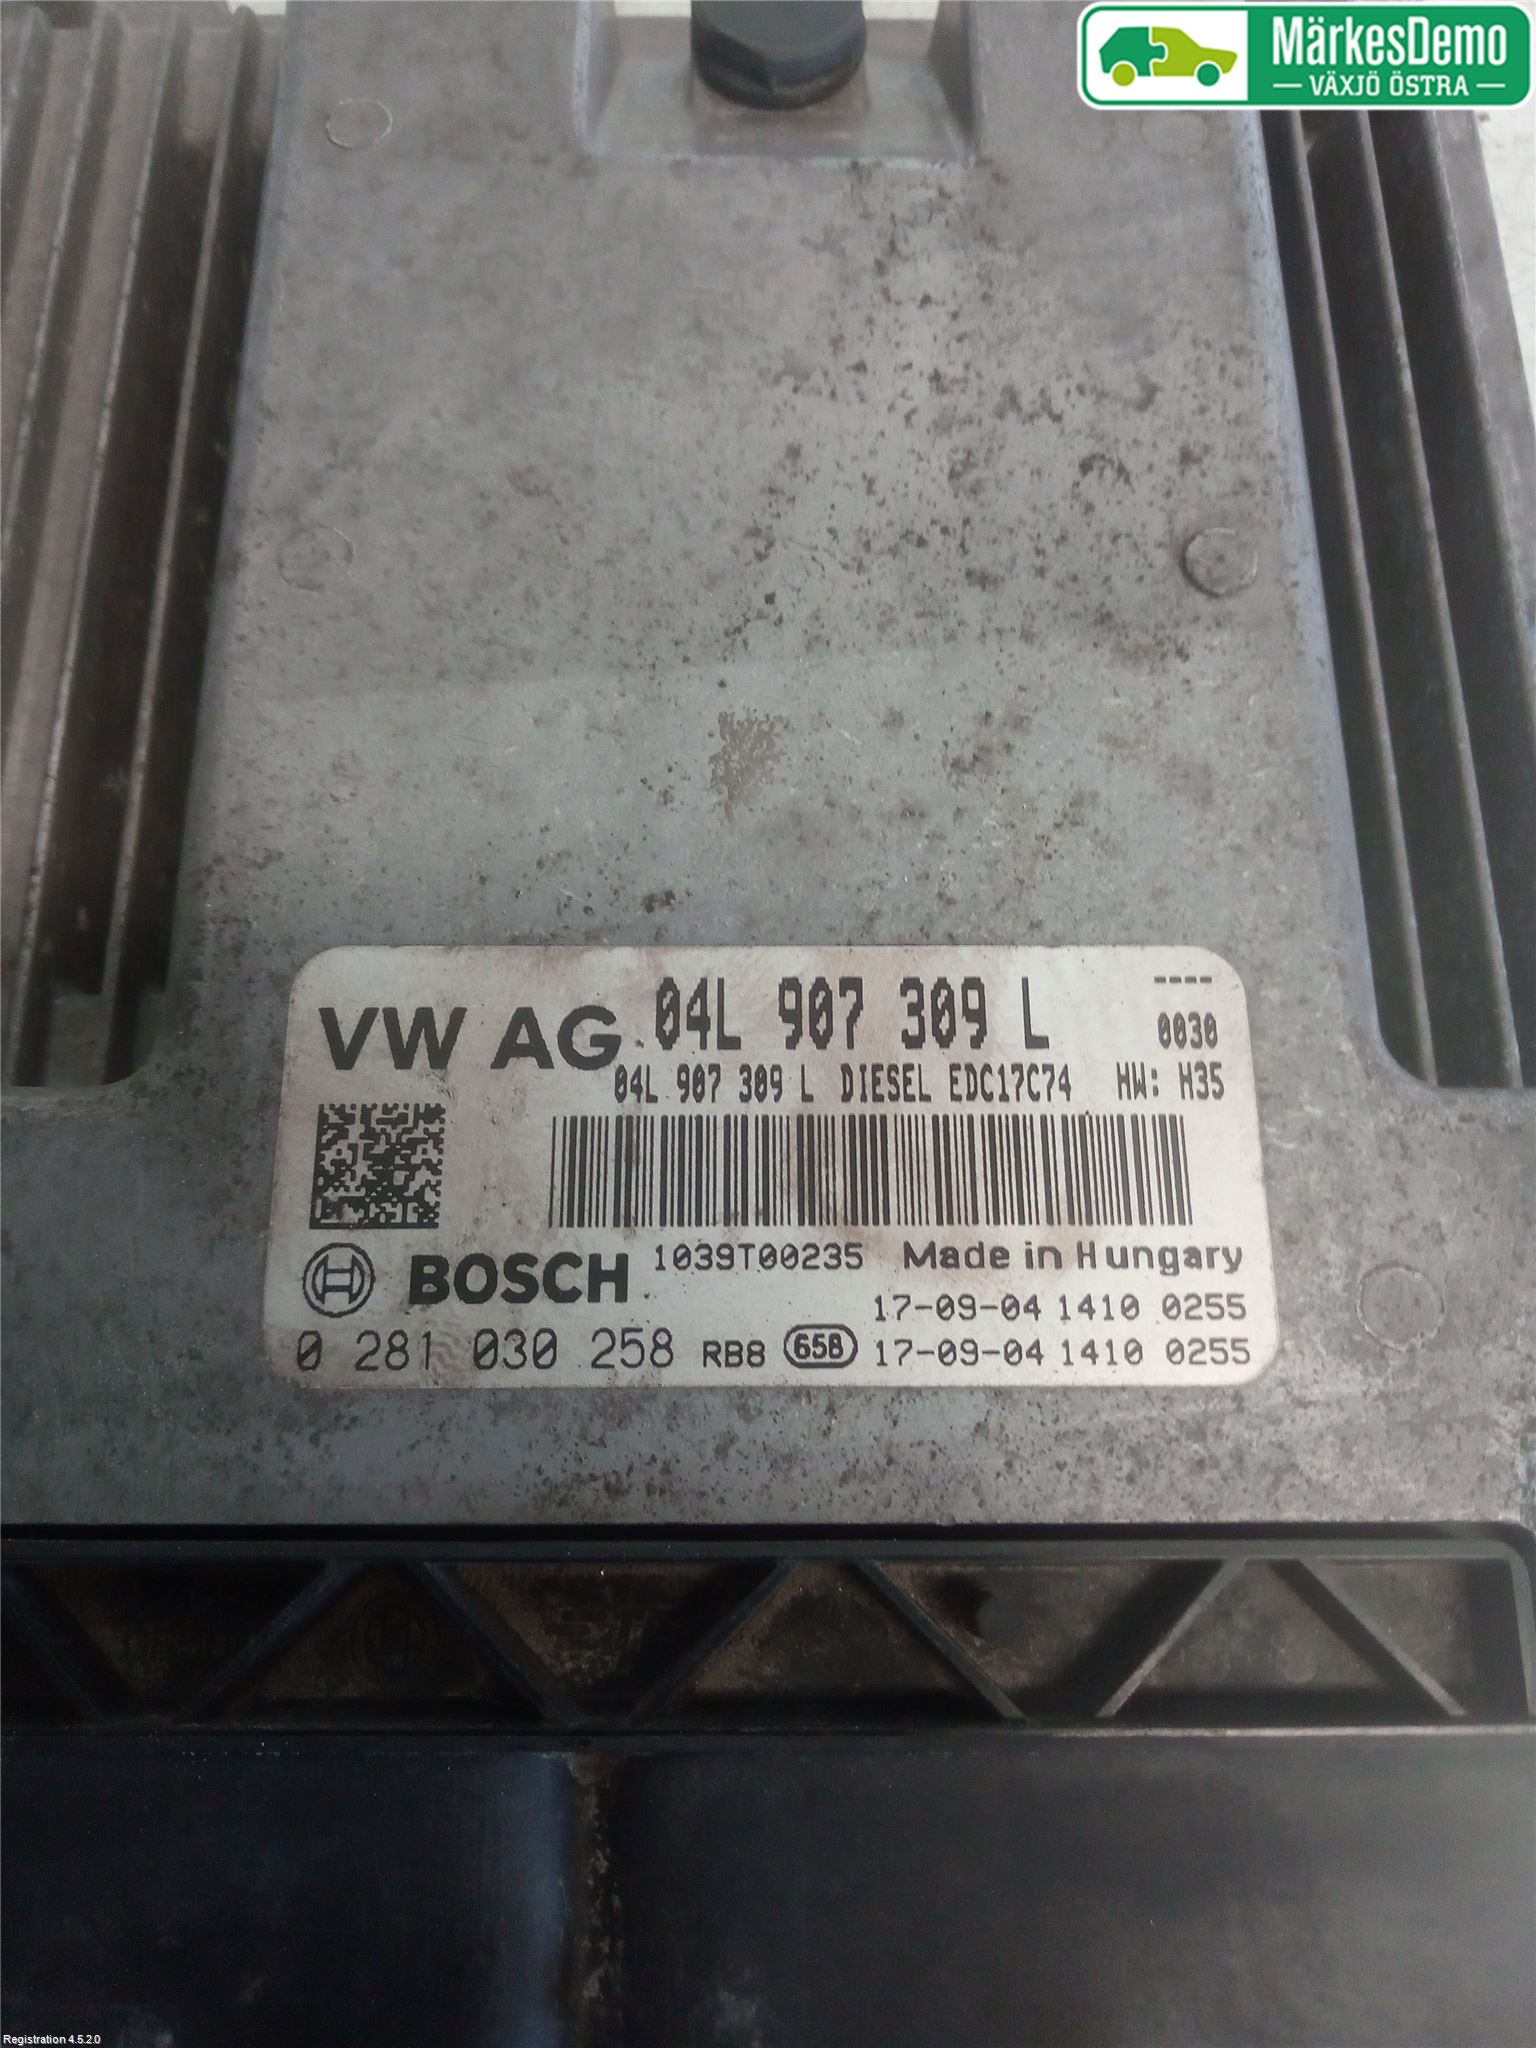 MärkesDemo
VÄXJÖ ÖSTRA
VW AG 04L 907 309 L ----
0030
04L 907 309 L DIESEL EDC17C74 HW: H35
BOSCH 1039T00235 Made in Hungary
17-09-04 1410 0255
0 281 030 258 RB8 65B 17-09-04 1410 0255
Registration 4.5.2.0